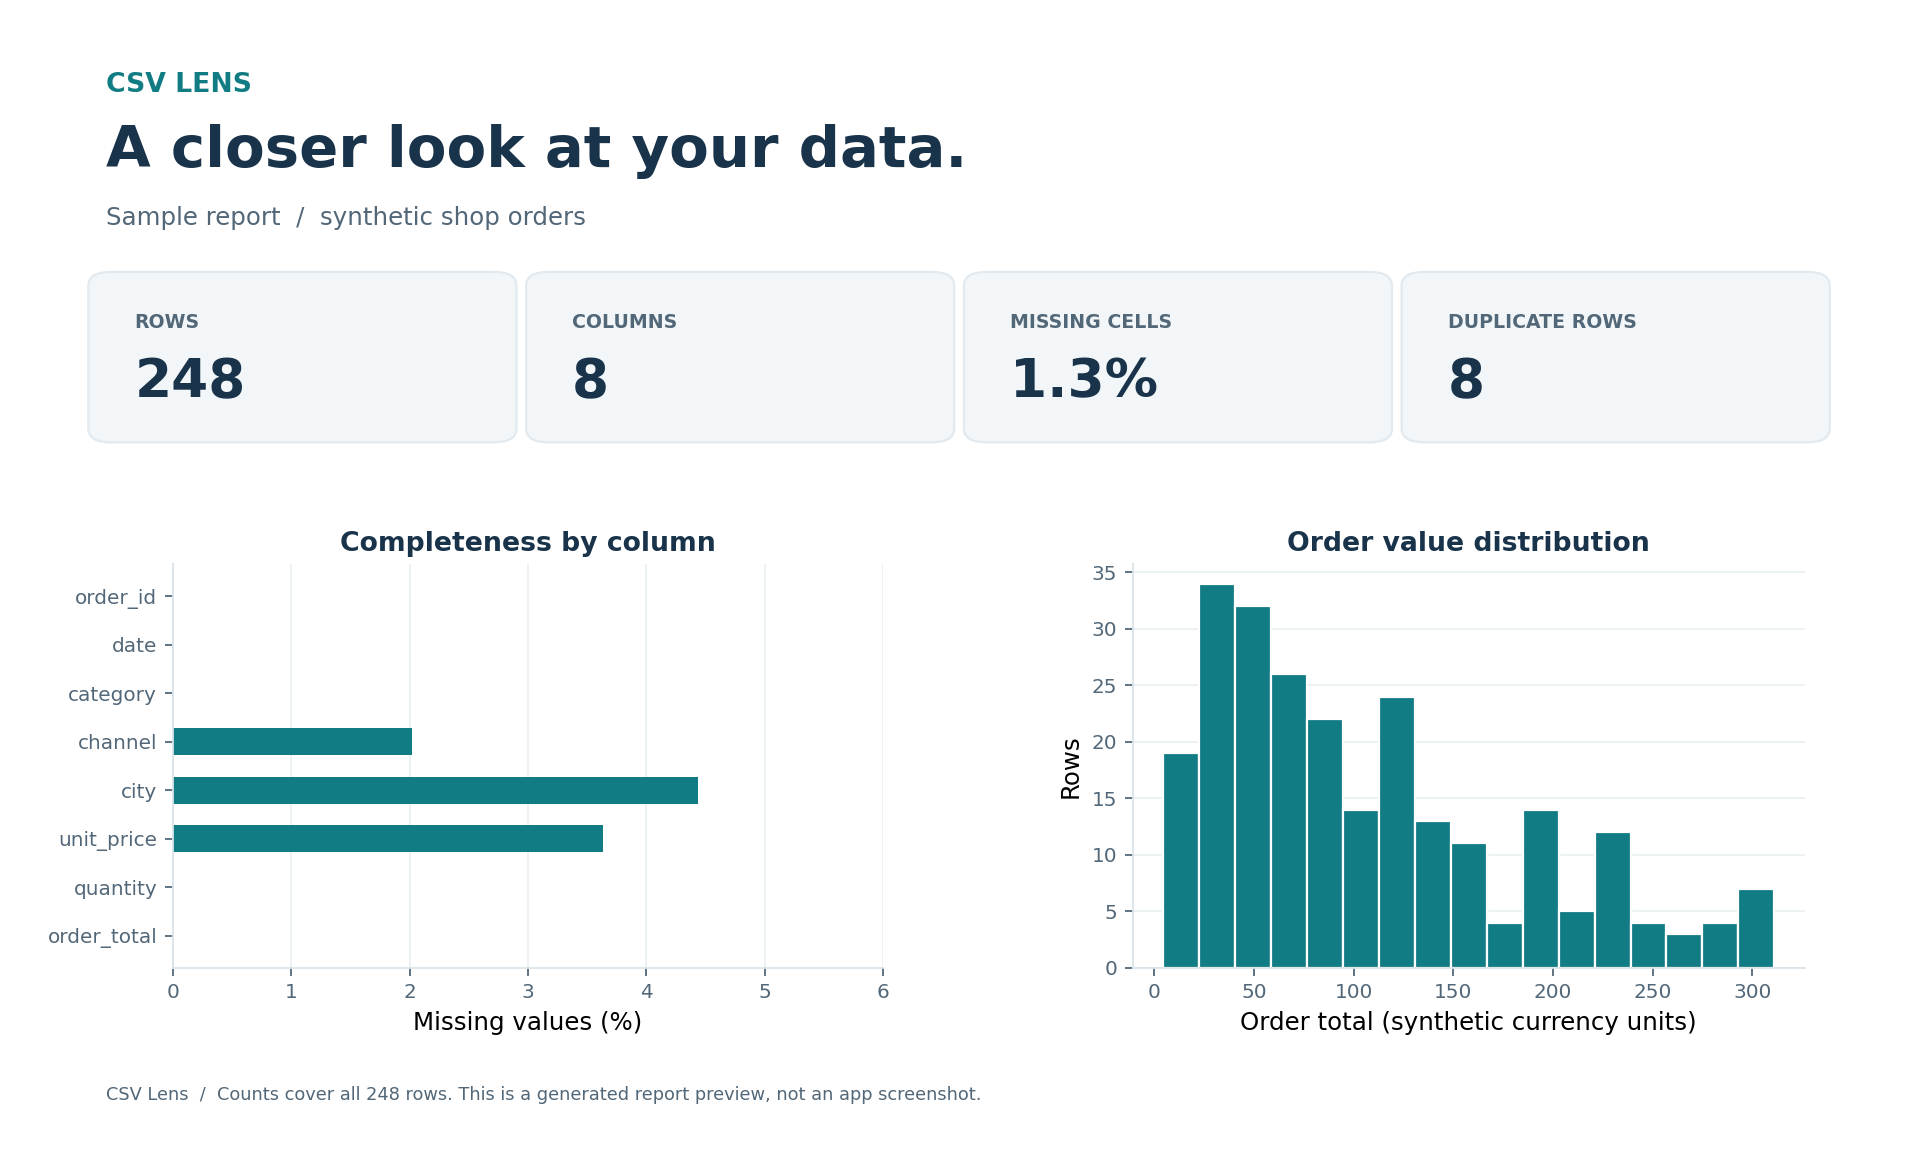 CSV LENS
A closer look at your data.
Sample report / synthetic shop orders
ROWS
248
COLUMNS
8
MISSING CELLS
1.3%
DUPLICATE ROWS
8
Completeness by column
order_id
date
category
channel
city
unit_price
quantity
order_total
0 1 2 3 4 5 6
Missing values (%)
Order value distribution
Rows
35
30
25
20
15
10
5
0
0 50 100 150 200 250 300
Order total (synthetic currency units)
CSV Lens / Counts cover all 248 rows. This is a generated report preview, not an app screenshot.